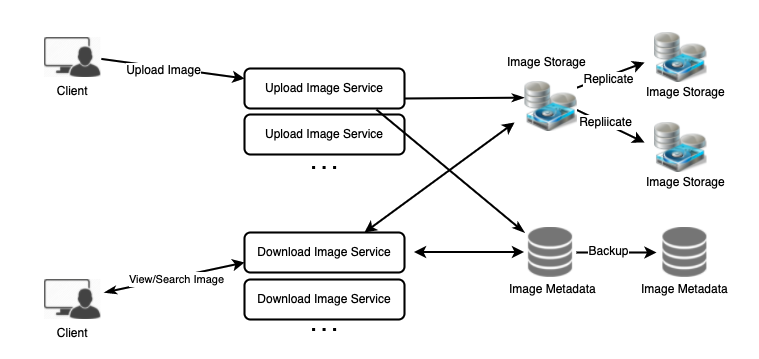 Image Storage
Replicate
Image Storage
Upload Image
Client
Upload Image Service
Upload Image Service
...
Repliicate
Image Storage
Download Image Service
View/Search Image
Client
Download Image Service
...
Backup
Image Metadata
Image Metadata